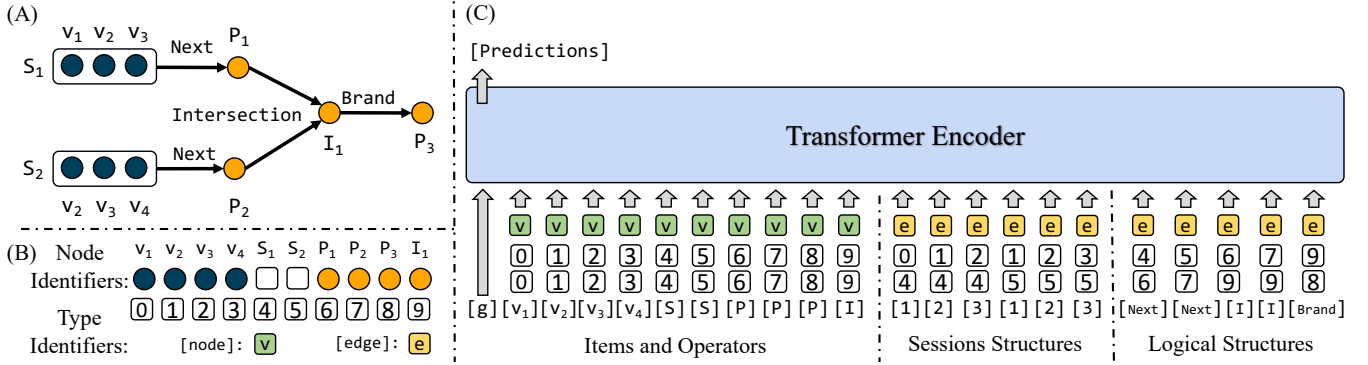 (A)
v1 v2 v3
S1
Next
P1
Intersection
I1
Brand
P3
S2
Next
P2
v2 v3 v4
(B)
Node
Identifiers:
v1 v2 v3 v4 S1 S2 P1 P2 P3 I1
0 1 2 3 4 5 6 7 8 9
Type
Identifiers:
[node]: v
[edge]: e
(C)
[Predictions]
Transformer Encoder
v v v v v v v v v v
0 1 2 3 4 5 6 7 8 9
0 1 2 3 4 5 6 7 8 9
[g] [v1] [v2] [v3] [v4] [S] [S] [P] [P] [P] [I]
Items and Operators
e e e e e e
0 1 2 1 2 3
4 4 4 5 5 5
[1] [2] [3] [1] [2] [3]
Sessions Structures
e e e e e
4 5 6 7 9
6 7 9 9 8
[Next] [Next] [I] [I] [Brand]
Logical Structures